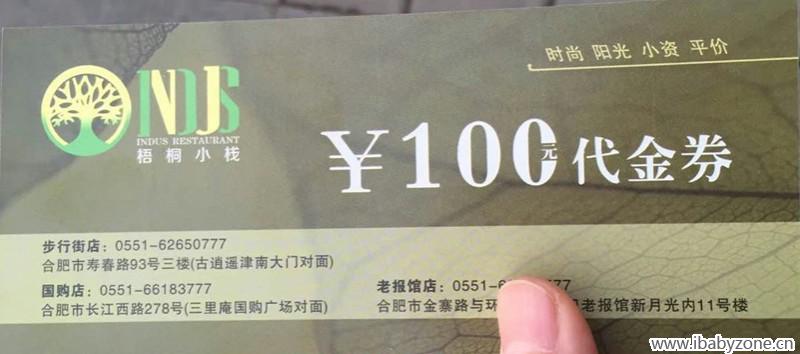 时尚 阳光 小资 平价
INDUS
INDUS RESTAURANT
梧桐小栈
￥100元代金券
步行街店：0551-62650777
合肥市寿春路93号三楼(古逍遥津南大门对面)
国购店：0551-66183777
合肥市长江西路278号(三里庵国购广场对面)
老报馆店：0551-6 777
合肥市金寨路与环 老报馆新月光内11号楼
www.ibabyzone.cn